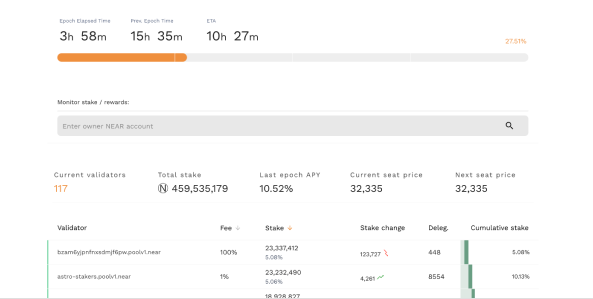 Epoch Elapsed Time Prev. Epoch Time ETA
3h 58m 15h 35m 10h 27m
27.51%
Monitor stake / rewards:
Enter owner NEAR account
Current validators Total stake Last epoch APY Current seat price Next seat price
117 459,535,179 10.52% 32,335 32,335
Validator Fee ↓ Stake ↓ Stake change Deleg. Cumulative stake
bzam6yjpnfnxsdmjf6pw.poolv1.near 100% 23,337,412 123,727 448 5.08%
5.08%
astro-stakers.poolv1.near 1% 23,232,490 4,261 8554 10.13%
5.06%
18,928,827